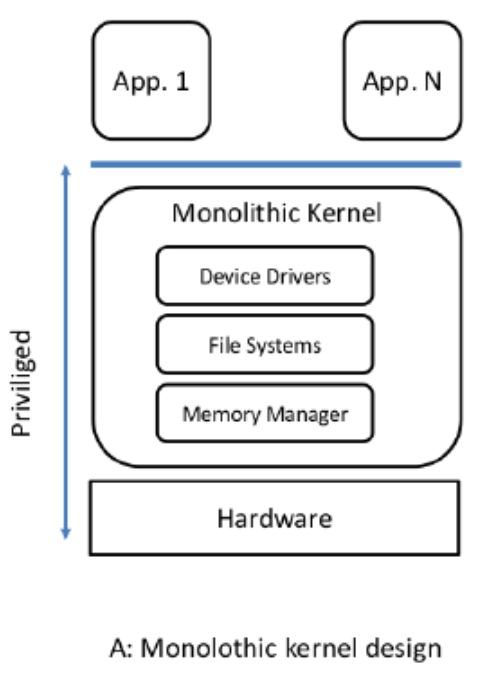 App. 1
App. N
Monolithic Kernel
Device Drivers
File Systems
Memory Manager
Priviliged
Hardware
A: Monolothic kernel design